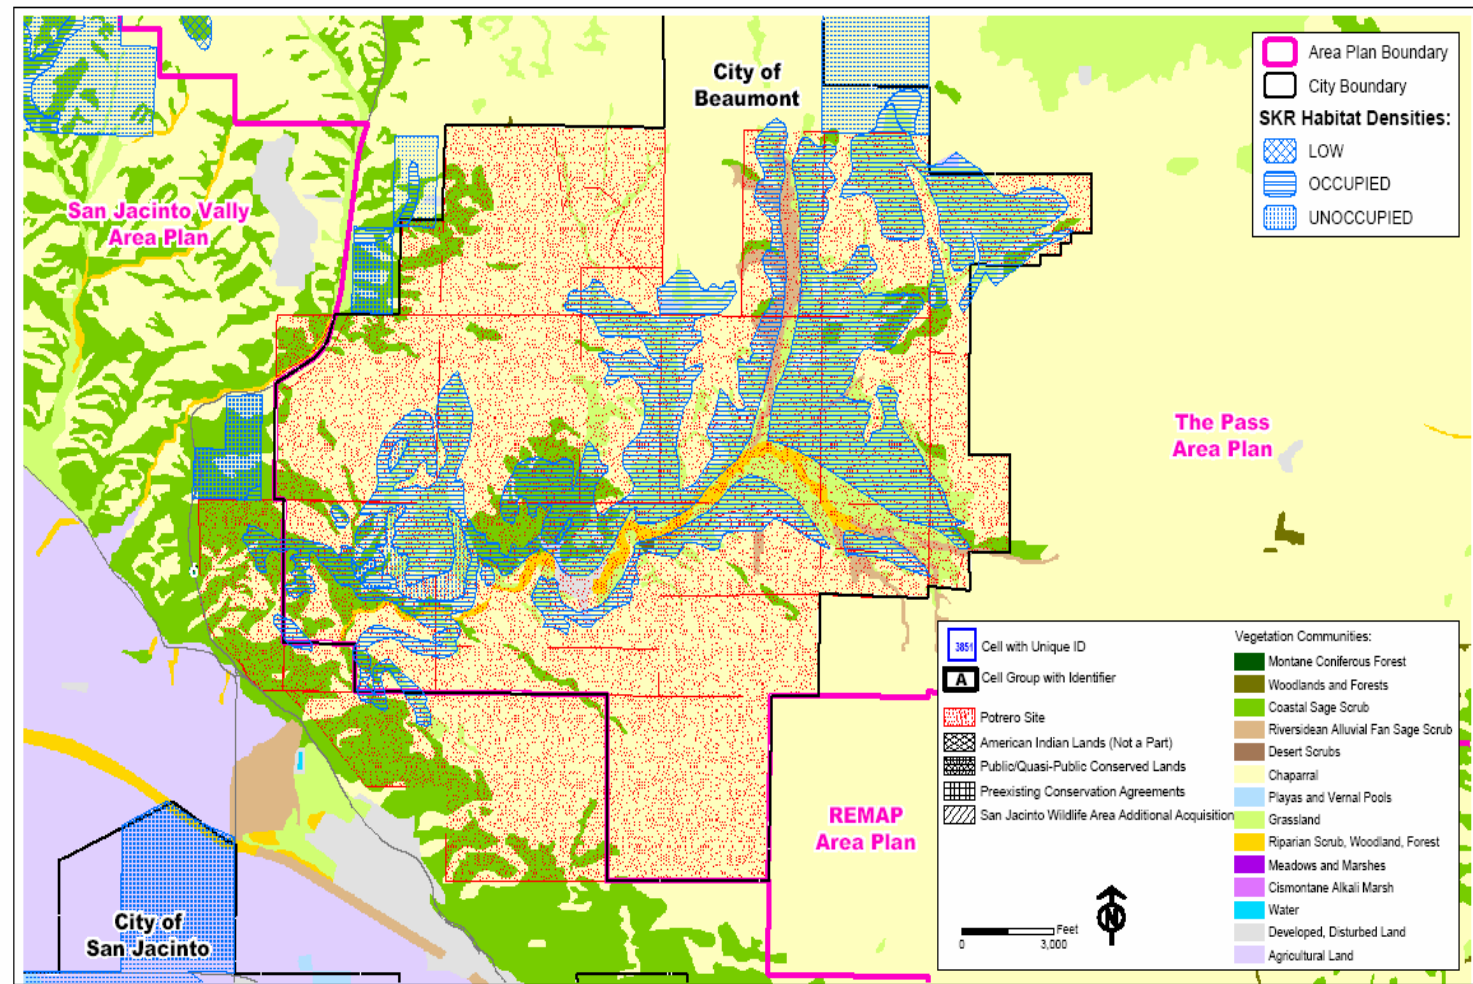 City of
Beaumont
San Jacinto Vally
Area Plan
The Pass
Area Plan
REMAP
Area Plan
City of
San Jacinto
Area Plan Boundary
City Boundary
SKR Habitat Densities:
LOW
OCCUPIED
UNOCCUPIED
3851 Cell with Unique ID
A Cell Group with Identifier
Potrero Site
American Indian Lands (Not a Part)
Public/Quasi-Public Conserved Lands
Preexisting Conservation Agreements
San Jacinto Wildlife Area Additional Acquisition
Feet
0 3,000
N
Vegetation Communities:
Montane Coniferous Forest
Woodlands and Forests
Coastal Sage Scrub
Riversidean Alluvial Fan Sage Scrub
Desert Scrubs
Chaparral
Playas and Vernal Pools
Grassland
Riparian Scrub, Woodland, Forest
Meadows and Marshes
Cismontane Alkali Marsh
Water
Developed, Disturbed Land
Agricultural Land